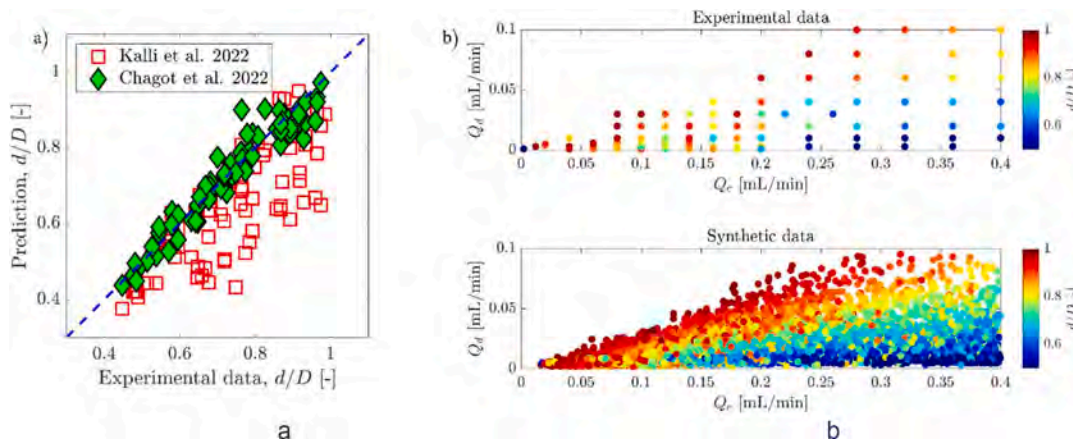 a)
Kalli et al. 2022
Chagot et al. 2022
1
0.8
0.6
0.4
Prediction, d/D [-]
0.4 0.6 0.8 1
Experimental data, d/D [-]
a
b)
Experimental data
0.1
0.05
0
Q_d [mL/min]
0 0.05 0.1 0.15 0.2 0.25 0.3 0.35 0.4
Q_c [mL/min]
1
0.8
0.6
Synthetic data
0.1
0.05
0
Q_d [mL/min]
0 0.05 0.1 0.15 0.2 0.25 0.3 0.35 0.4
Q_c [mL/min]
1
0.8
0.6
b